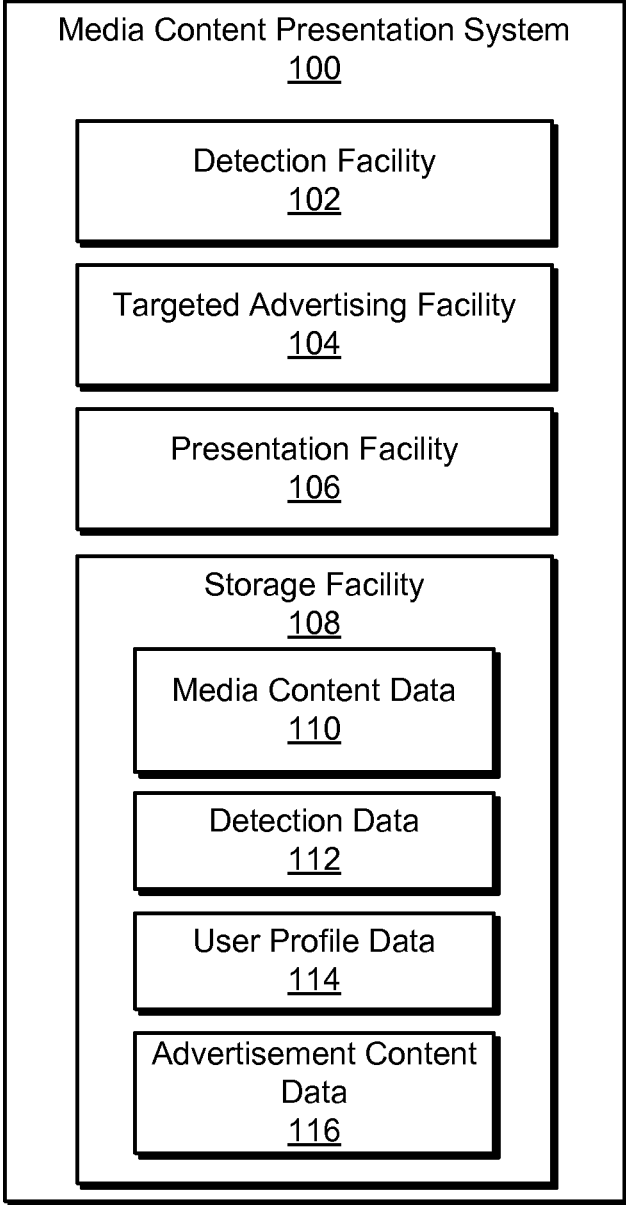 Media Content Presentation System
100
Detection Facility
102
Targeted Advertising Facility
104
Presentation Facility
106
Storage Facility
108
Media Content Data
110
Detection Data
112
User Profile Data
114
Advertisement Content
Data
116